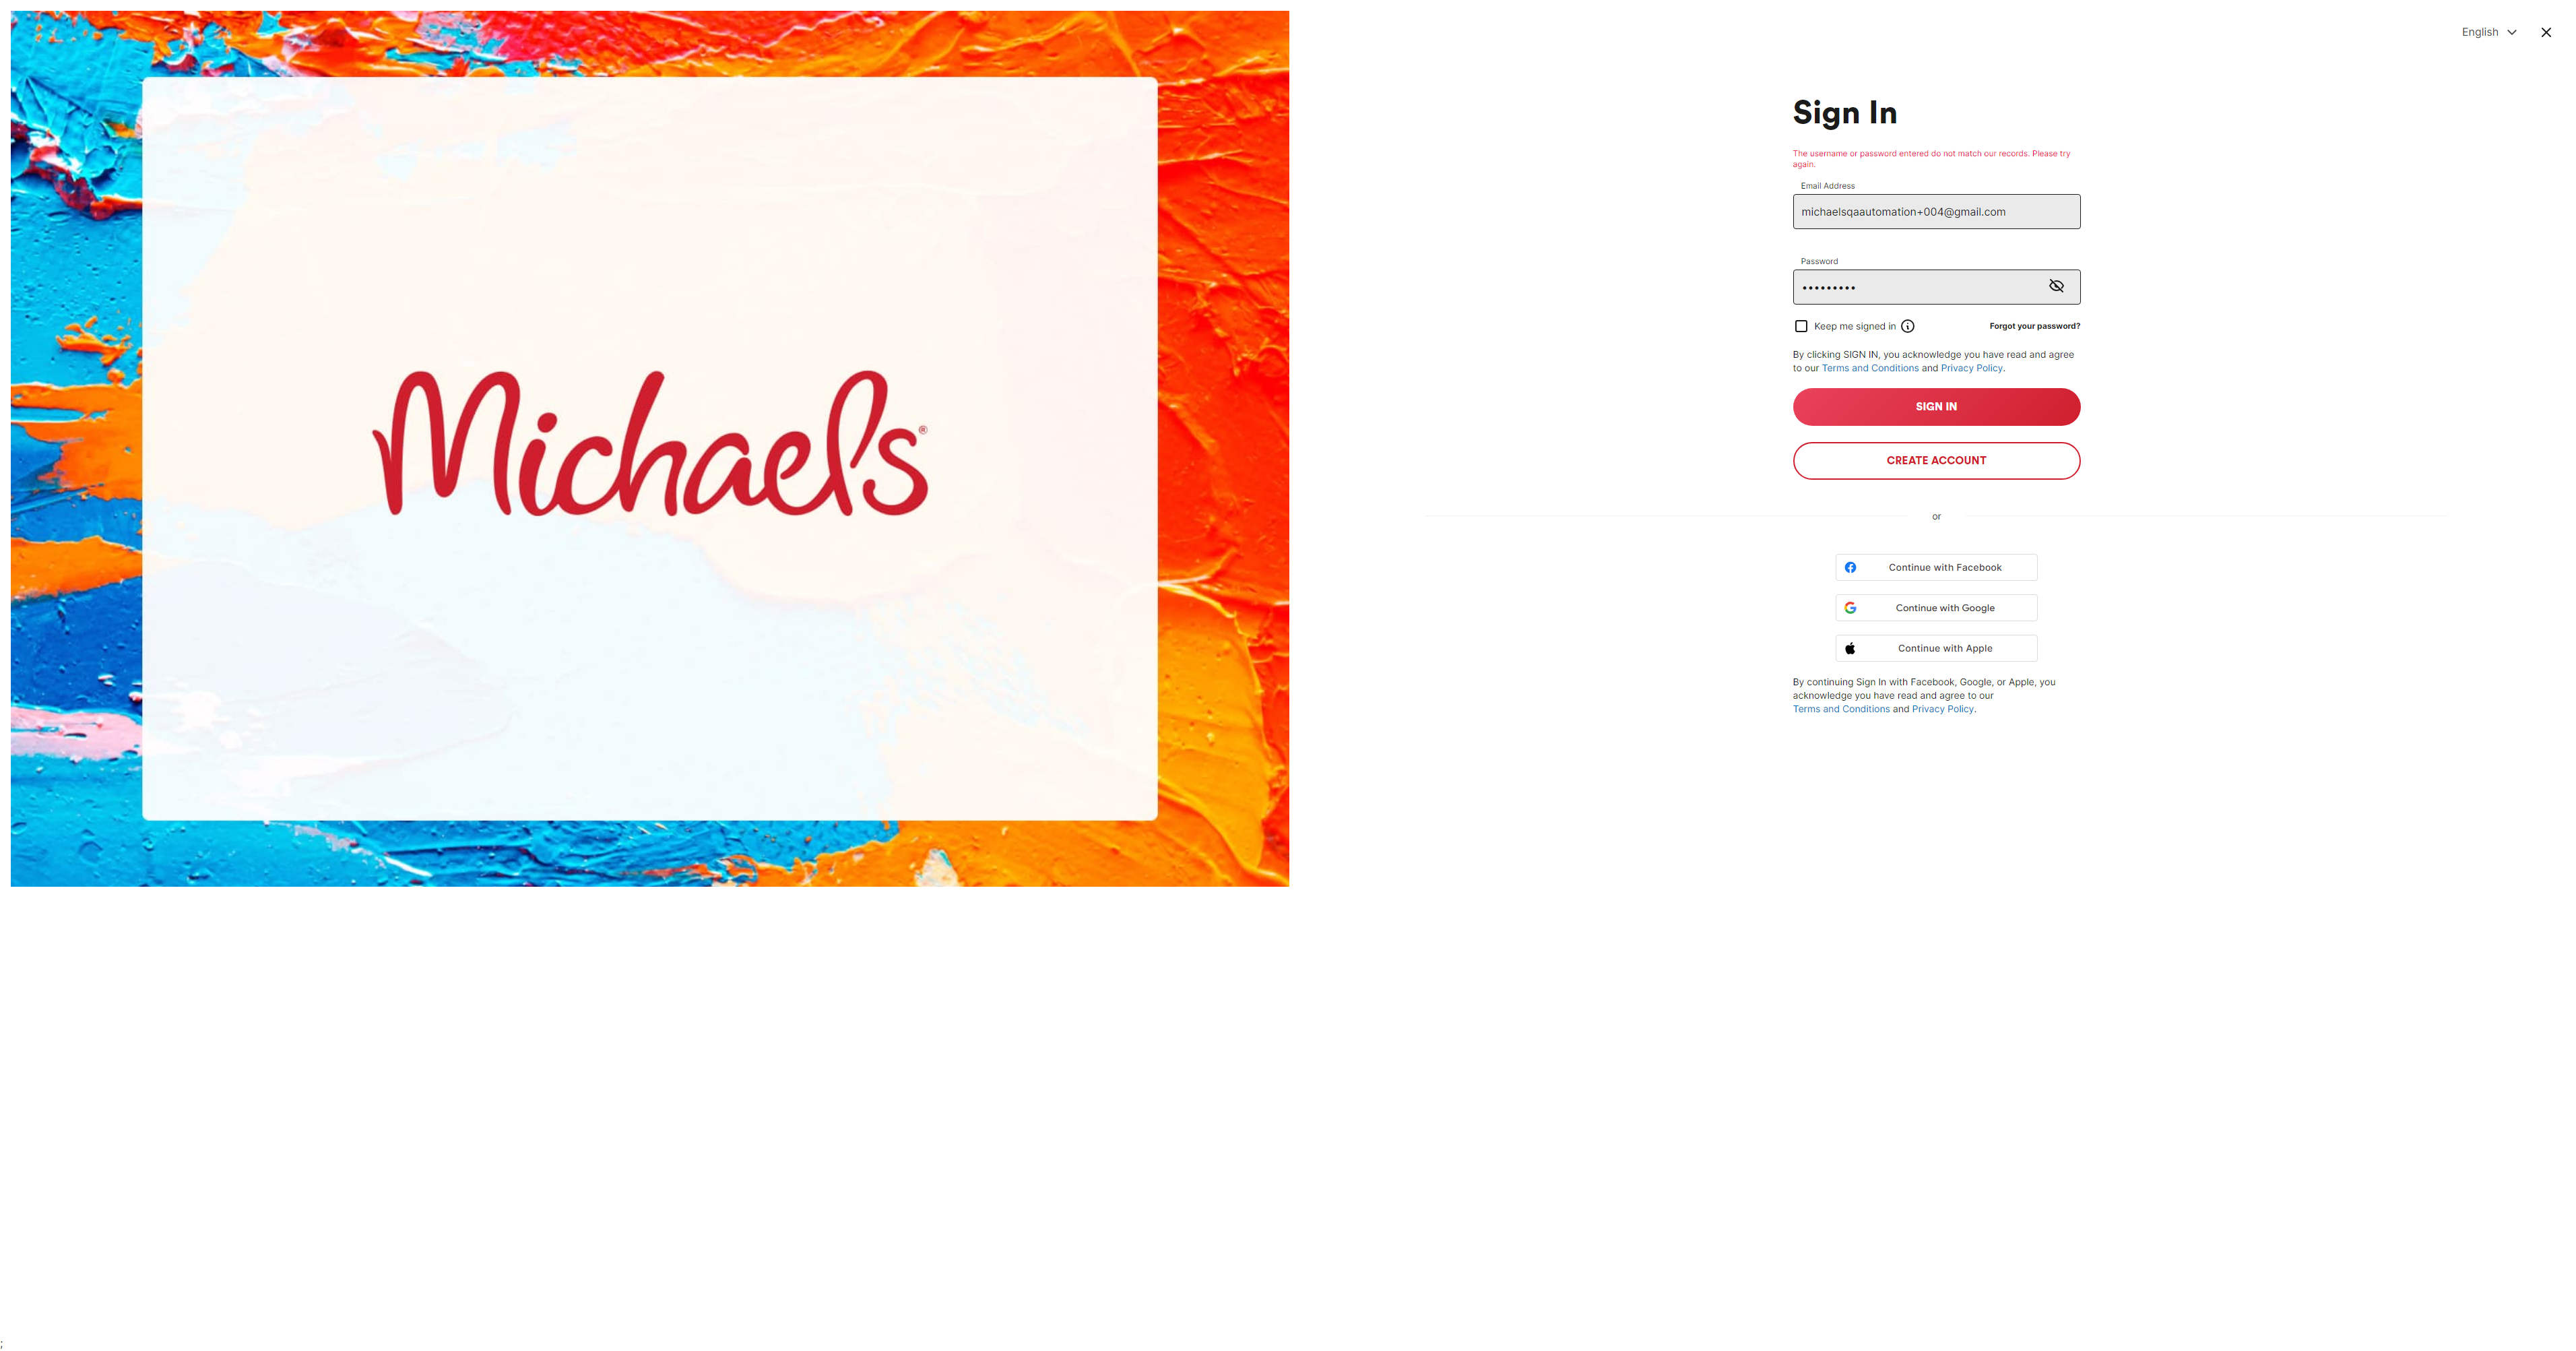 English
Michaels®
Sign In
The username or password entered do not match our records. Please try
again.
Email Address
michaelsqaautomation+004@gmail.com
Password
•••••••••
Keep me signed in
Forgot your password?
By clicking SIGN IN, you acknowledge you have read and agree
to our Terms and Conditions and Privacy Policy.
SIGN IN
CREATE ACCOUNT
or
Continue with Facebook
Continue with Google
Continue with Apple
By continuing Sign In with Facebook, Google, or Apple, you
acknowledge you have read and agree to our
Terms and Conditions and Privacy Policy.
;